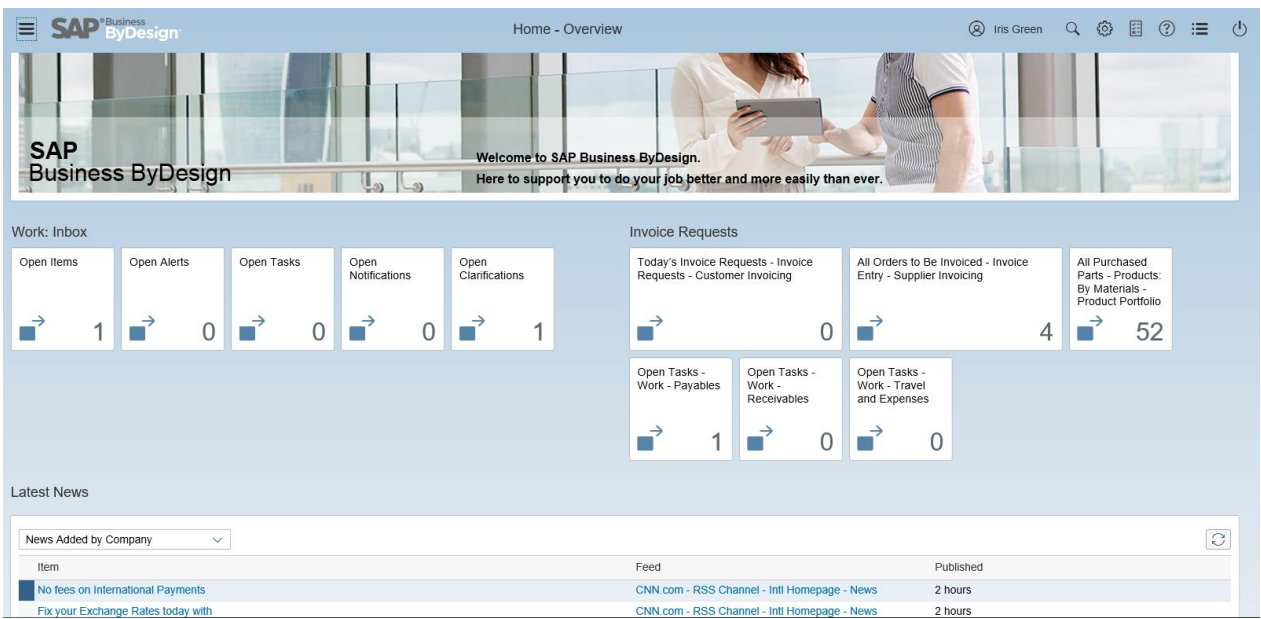 SAP Business ByDesign
Home - Overview
Iris Green
SAP
Business ByDesign
Welcome to SAP Business ByDesign.
Here to support you to do your job better and more easily than ever.
Work: Inbox
Open Items
1
Open Alerts
0
Open Tasks
0
Open
Notifications
0
Open
Clarifications
1
Invoice Requests
Today's Invoice Requests - Invoice
Requests - Customer Invoicing
0
All Orders to Be Invoiced - Invoice
Entry - Supplier Invoicing
4
All Purchased
Parts - Products:
By Materials -
Product Portfolio
52
Open Tasks -
Work - Payables
1
Open Tasks -
Work -
Receivables
0
Open Tasks -
Work - Travel
and Expenses
0
Latest News
News Added by Company
Item Feed Published
No fees on International Payments CNN.com - RSS Channel - Intl Homepage - News 2 hours
Fix your Exchange Rates today with CNN.com - RSS Channel - Intl Homepage - News 2 hours